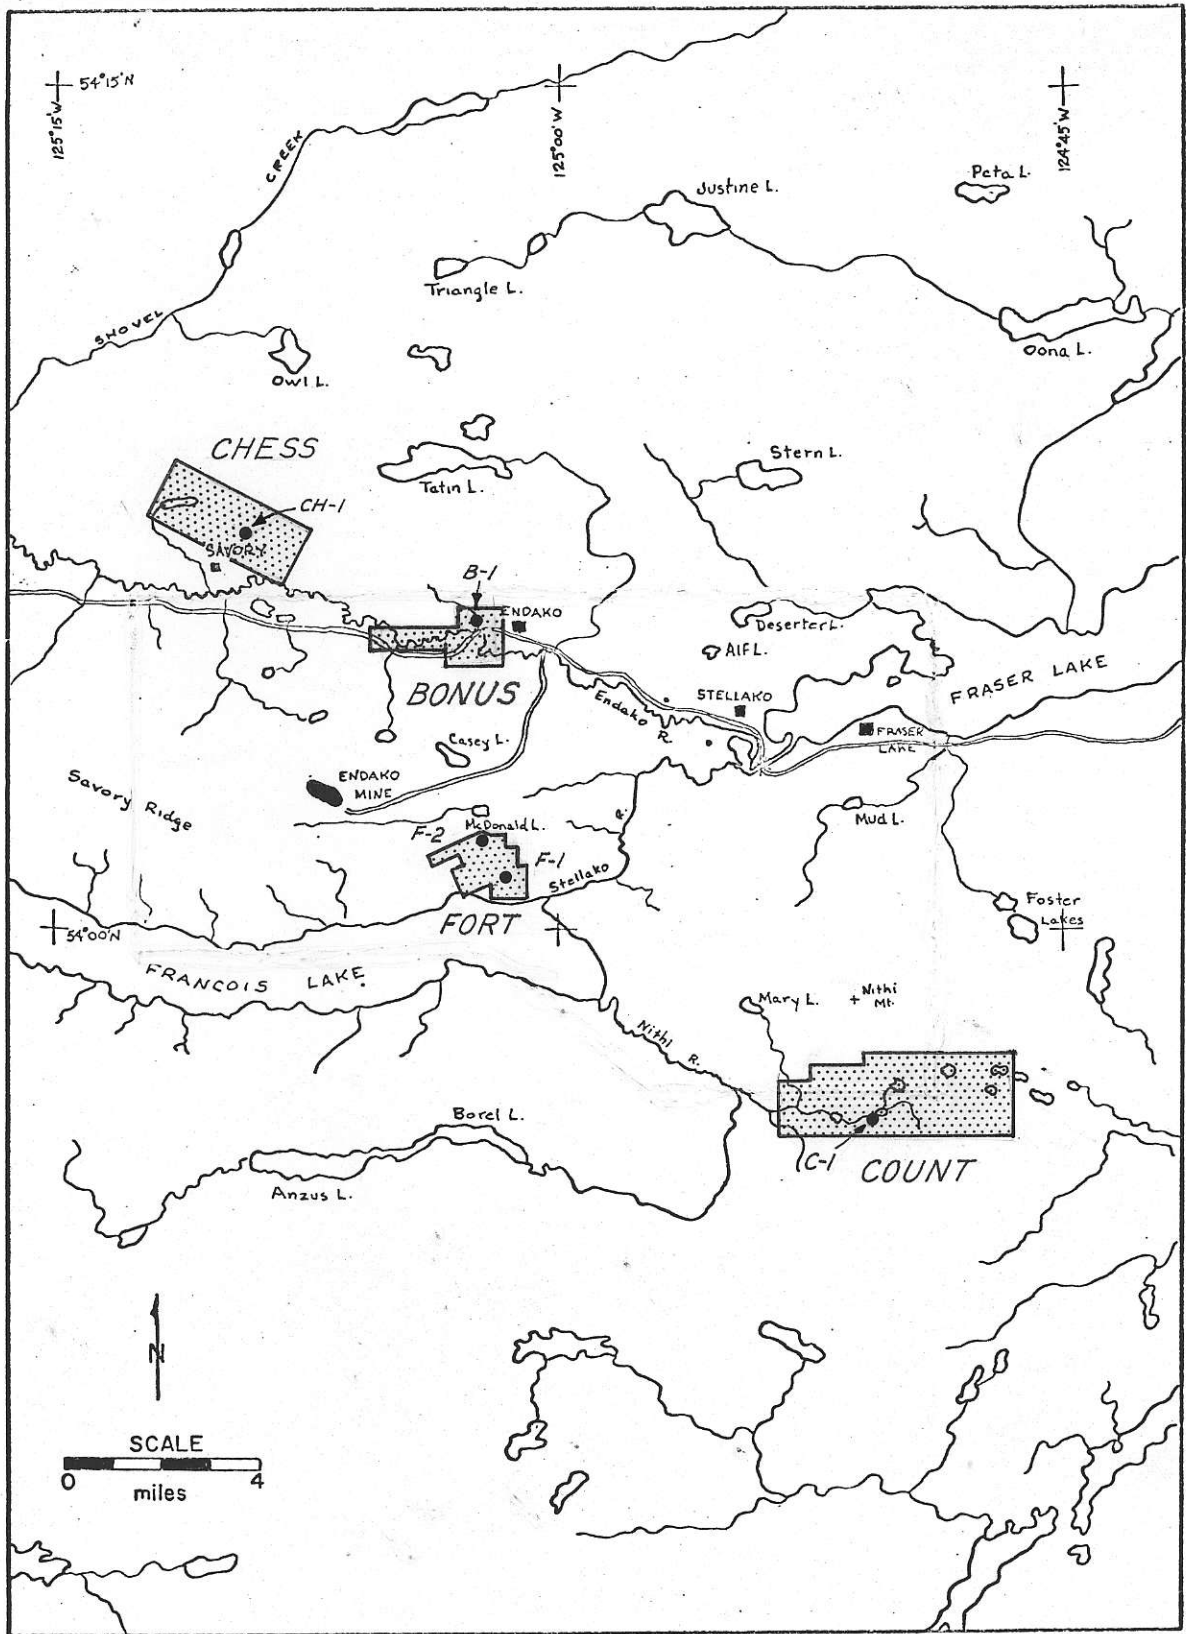 54°15'N
125°15'W
125°00'W
124°45'W
CREEK
Peta L.
Justine L.
Triangle L.
SHOVEL
Oona L.
Owl L.
CHESS
Stern L.
Tatin L.
CH-1
SAVORY
B-1
ENDAKO
Deserter L.
Alf L.
FRASER LAKE
BONUS
STELLAKO
Endako
R.
FRASER
LAKE
Casey L.
ENDAKO
MINE
Savory Ridge
McDonald L.
Mud L.
F-2
F-1
Stellako
R.
Foster
Lakes
FORT
54°00'N
FRANCOIS LAKE
Mary L.
Nithi
Mt.
Nithi R.
Borel L.
C-1
COUNT
Anzus L.
N
SCALE
0 4
miles